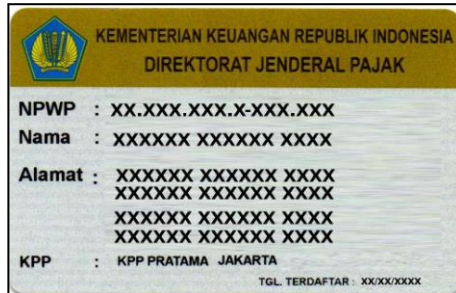 KEMENTERIAN KEUANGAN REPUBLIK INDONESIA
DIREKTORAT JENDERAL PAJAK
NPWP : XX.XXX.XXX.X-XXX.XXX
Nama : XXXXXX XXXXXX XXXX
Alamat : XXXXXX XXXXXX XXXX
XXXXXX XXXXXX XXXX
XXXXXX XXXXXX XXXX
XXXXXX XXXXXX XXXX
KPP : KPP PRATAMA JAKARTA
TGL. TERDAFTAR : XX/XX/XXXX